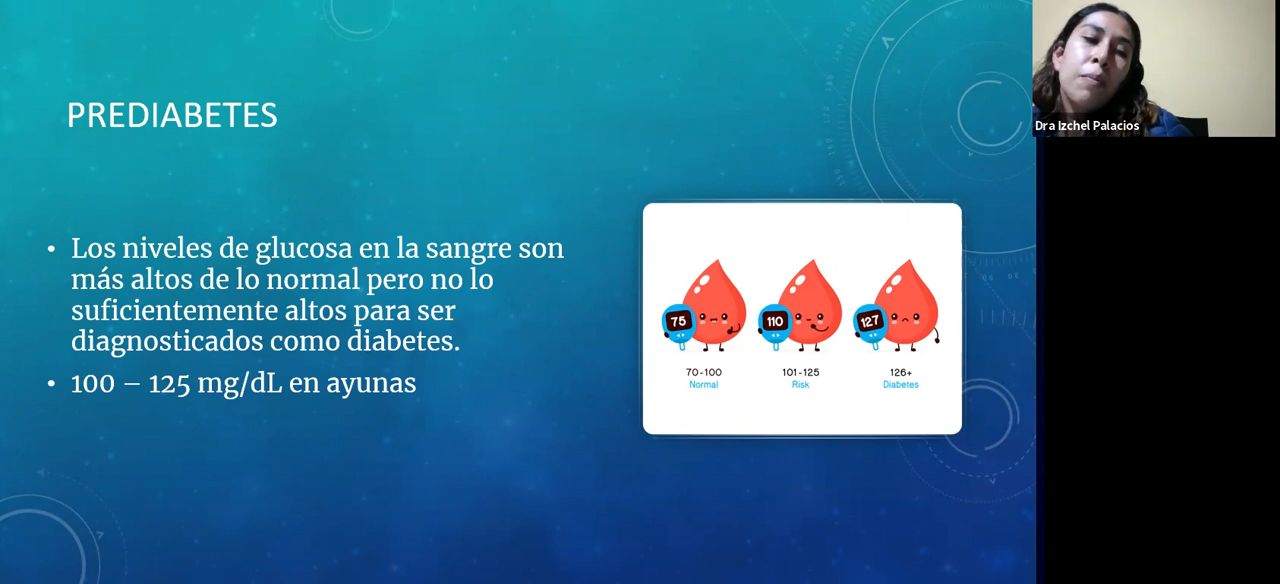 PREDIABETES
• Los niveles de glucosa en la sangre son
más altos de lo normal pero no lo
suficientemente altos para ser
diagnosticados como diabetes.
• 100 – 125 mg/dL en ayunas
75
110
127
70-100
Normal
101-125
Risk
126+
Diabetes
Dra Izchel Palacios